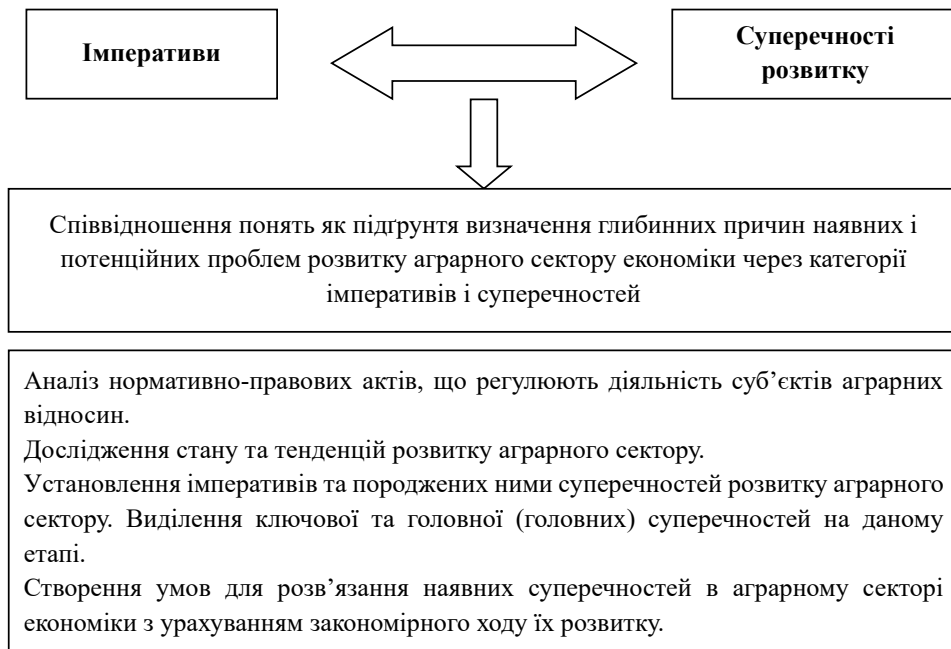 Імперативи
Суперечності
розвитку
Співвідношення понять як підґрунтя визначення глибинних причин наявних і
потенційних проблем розвитку аграрного сектору економіки через категорії
імперативів і суперечностей
Аналіз нормативно-правових актів, що регулюють діяльність суб’єктів аграрних
відносин.
Дослідження стану та тенденцій розвитку аграрного сектору.
Установлення імперативів та породжених ними суперечностей розвитку аграрного
сектору. Виділення ключової та головної (головних) суперечностей на даному
етапі.
Створення умов для розв’язання наявних суперечностей в аграрному секторі
економіки з урахуванням закономірного ходу їх розвитку.